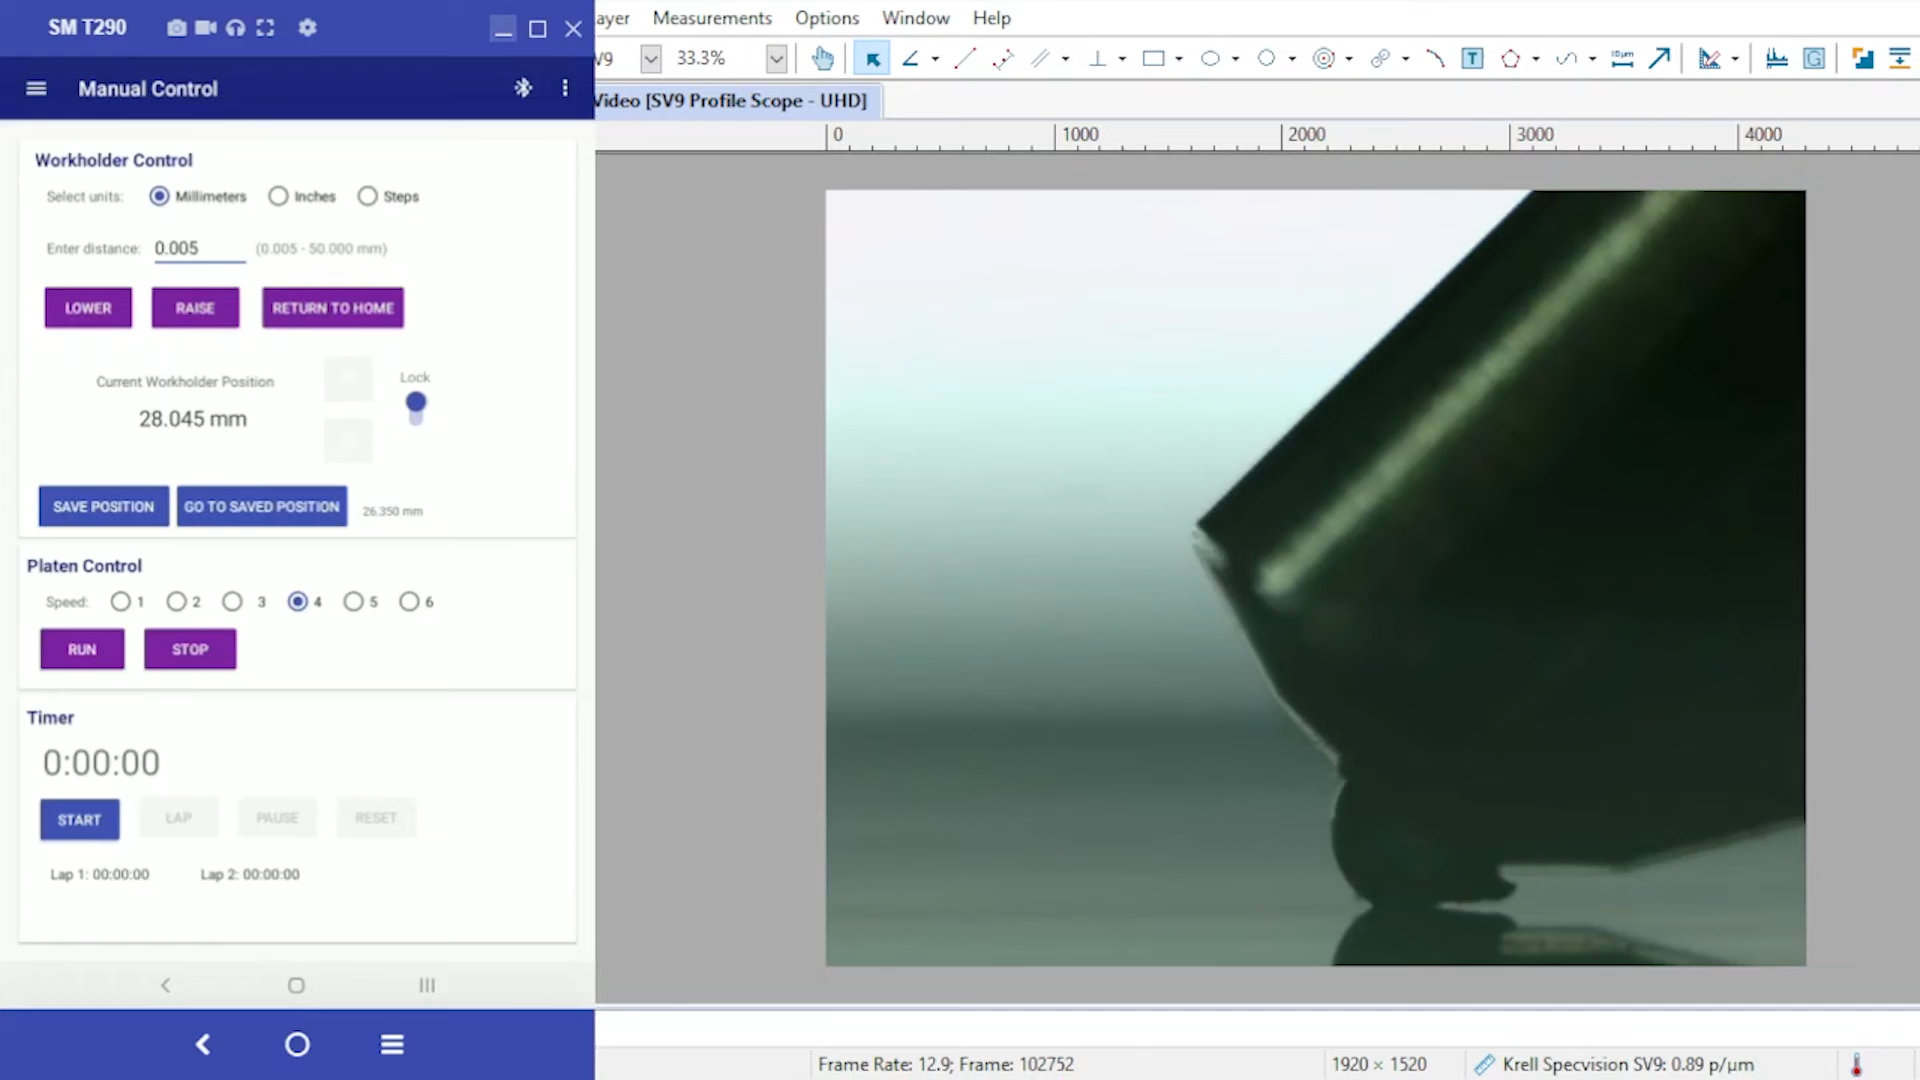 SM T290
Manual Control
Workholder Control
Select units: Millimeters Inches Steps
Enter distance: 0.005 (0.005 - 50.000 mm)
LOWER RAISE RETURN TO HOME
Current Workholder Position
28.045 mm
Lock
SAVE POSITION GO TO SAVED POSITION 26.350 mm
Platen Control
Speed: 1 2 3 4 5 6
RUN STOP
Timer
0:00:00
START LAP PAUSE RESET
Lap 1: 00:00:00 Lap 2: 00:00:00
ayer Measurements Options Window Help
V9 33.3%
Video [SV9 Profile Scope - UHD]
0 1000 2000 3000 4000
Frame Rate: 12.9; Frame: 102752 1920 × 1520 Krell Specvision SV9: 0.89 p/µm